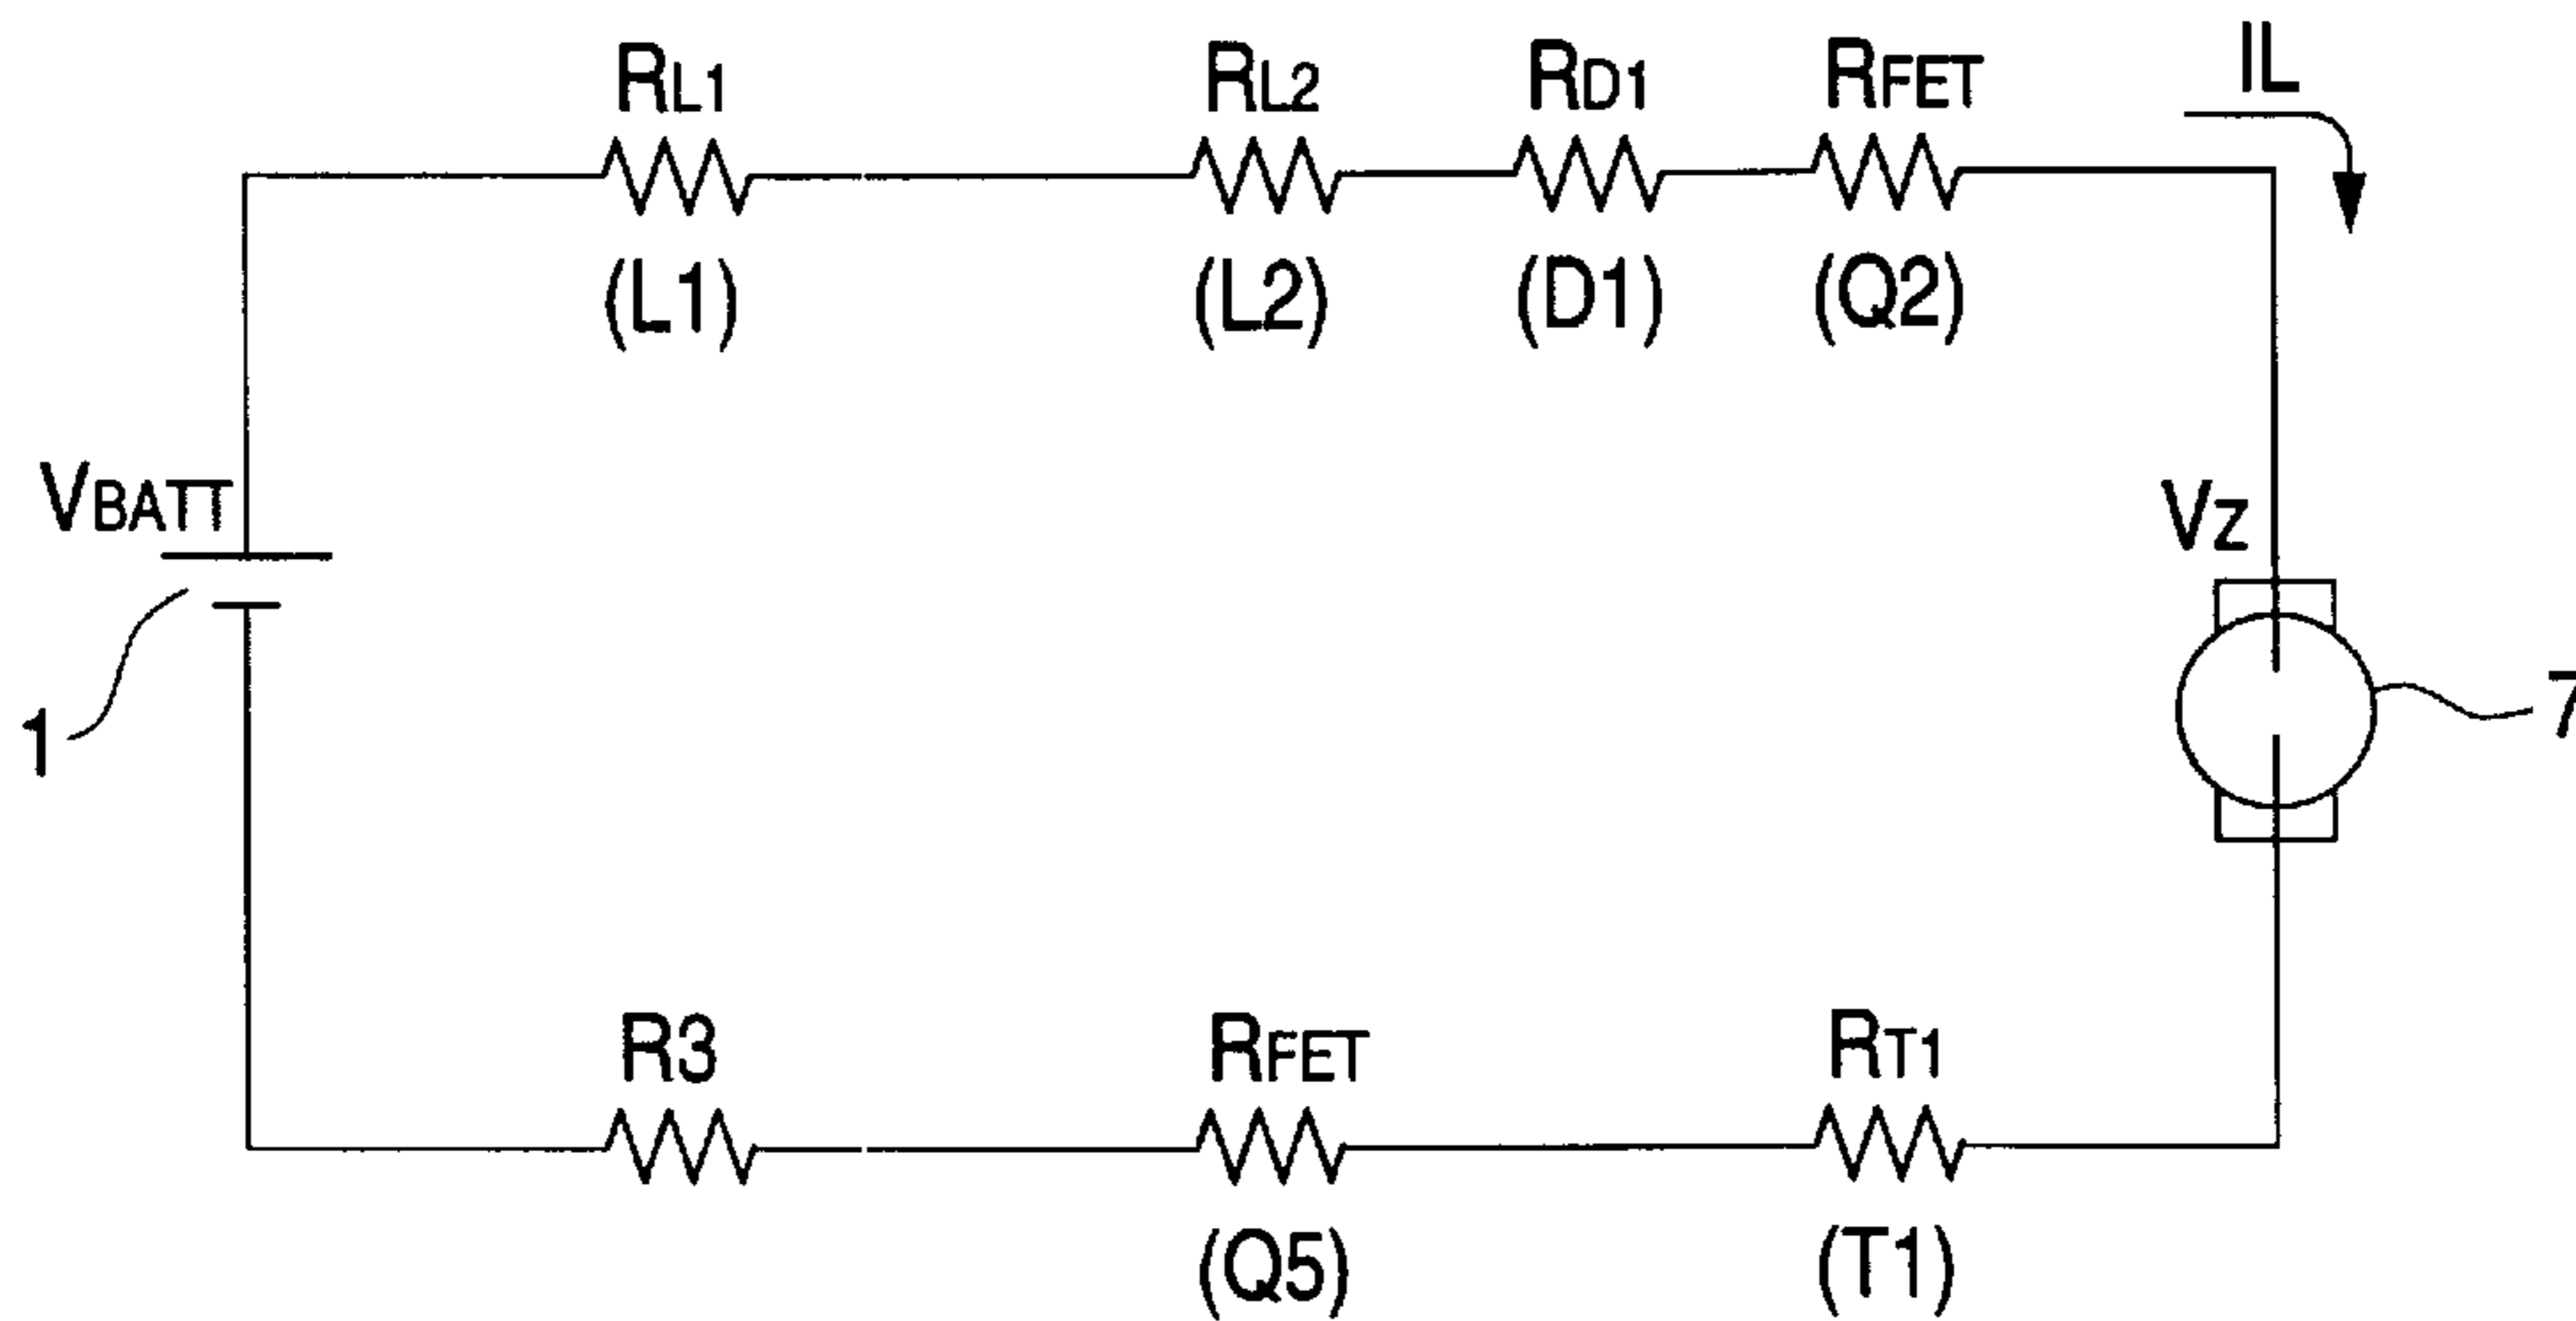 RL1 RL2 RD1 RFET IL
(L1) (L2) (D1) (Q2)
VBATT VZ
1 7
R3 RFET RT1
(Q5) (T1)